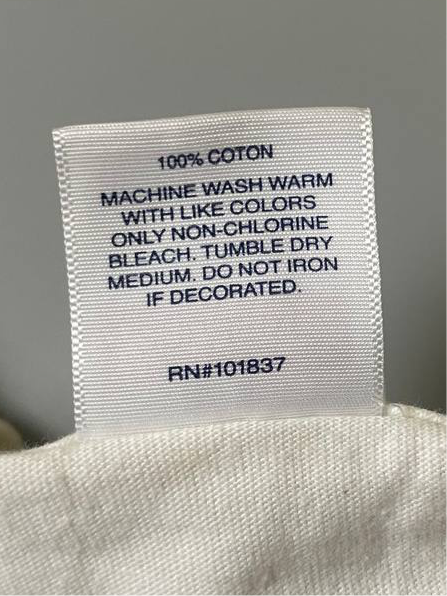 100% COTON
MACHINE WASH WARM
WITH LIKE COLORS
ONLY NON-CHLORINE
BLEACH. TUMBLE DRY
MEDIUM. DO NOT IRON
IF DECORATED.
RN#101837